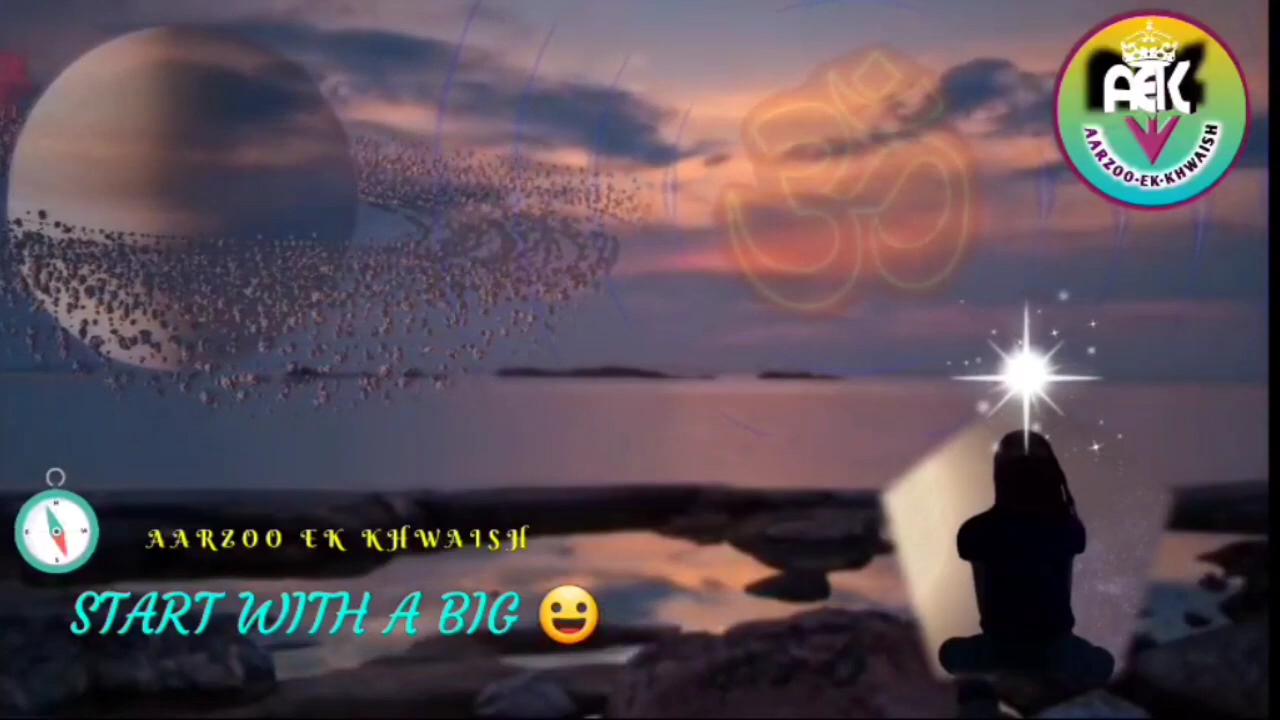 AEK
AARZOO-EK-KHWAISH
ॐ
AARZOO EK KHWAISH
START WITH A BIG 😃